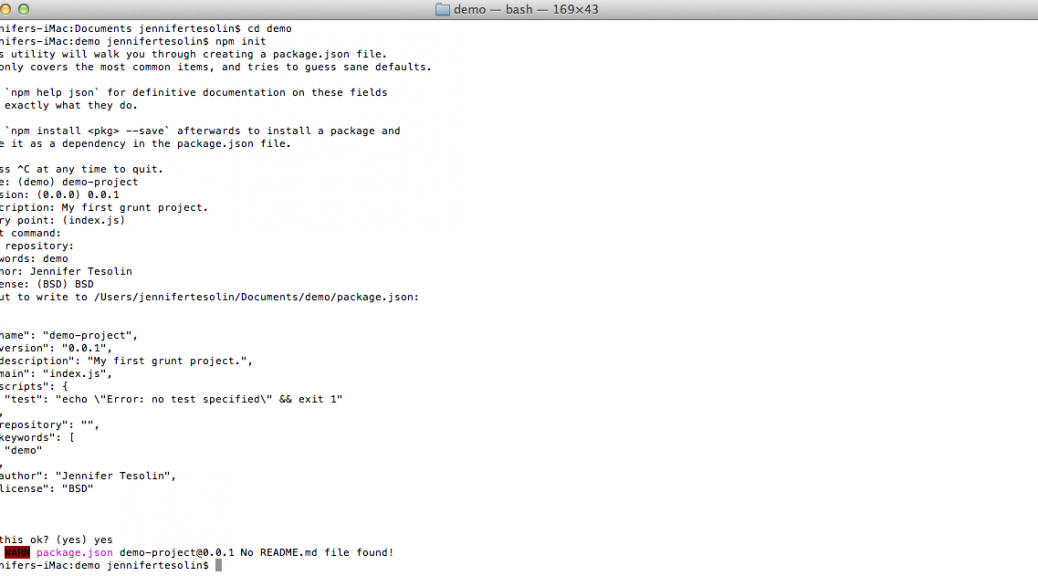 demo — bash — 169×43
nifers-iMac:Documents jennifertesolin$ cd demo
nifers-iMac:demo jennifertesolin$ npm init
s utility will walk you through creating a package.json file.
only covers the most common items, and tries to guess sane defaults.
`npm help json` for definitive documentation on these fields
exactly what they do.
`npm install <pkg> --save` afterwards to install a package and
e it as a dependency in the package.json file.
ss ^C at any time to quit.
e: (demo) demo-project
sion: (0.0.0) 0.0.1
cription: My first grunt project.
ry point: (index.js)
t command:
repository:
words: demo
hor: Jennifer Tesolin
ense: (BSD) BSD
ut to write to /Users/jennifertesolin/Documents/demo/package.json:
name": "demo-project",
version": "0.0.1",
description": "My first grunt project.",
main": "index.js",
scripts": {
"test": "echo \"Error: no test specified\" && exit 1"
,
repository": "",
keywords": [
"demo"
,
author": "Jennifer Tesolin",
license": "BSD"
this ok? (yes) yes
WARN package.json demo-project@0.0.1 No README.md file found!
nifers-iMac:demo jennifertesolin$